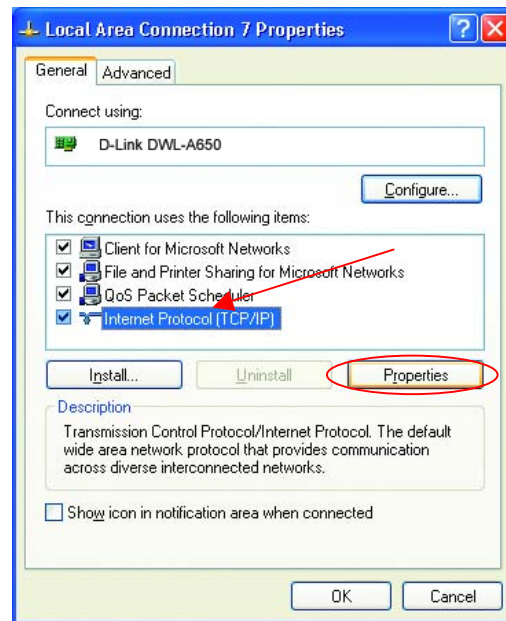 Local Area Connection 7 Properties
General Advanced
Connect using:
D-Link DWL-A650
Configure...
This connection uses the following items:
Client for Microsoft Networks
File and Printer Sharing for Microsoft Networks
QoS Packet Scheduler
Internet Protocol (TCP/IP)
Install... Uninstall Properties
Description
Transmission Control Protocol/Internet Protocol. The default
wide area network protocol that provides communication
across diverse interconnected networks.
Show icon in notification area when connected
OK Cancel